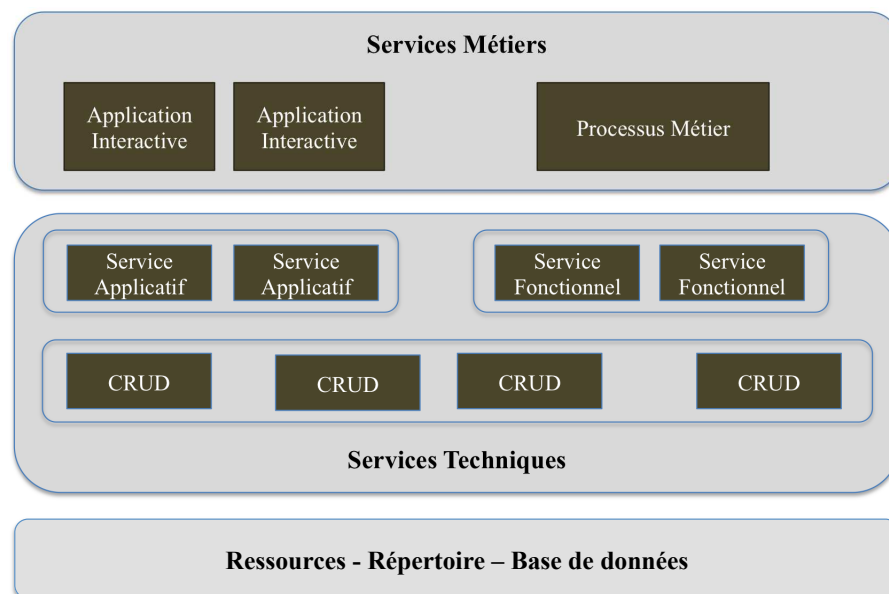 Services Métiers
Application
Interactive
Application
Interactive
Processus Métier
Service
Applicatif
Service
Applicatif
Service
Fonctionnel
Service
Fonctionnel
CRUD
CRUD
CRUD
CRUD
Services Techniques
Ressources - Répertoire – Base de données